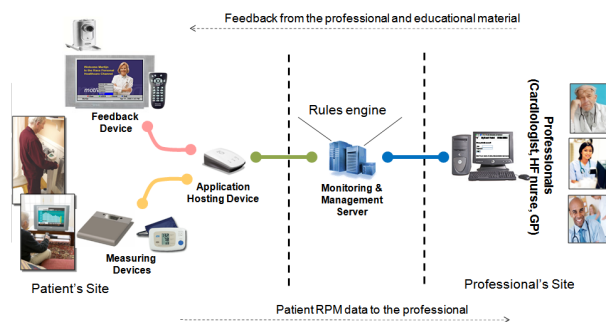 Feedback from the professional and educational material
Rules engine
Feedback
Device
Application
Hosting Device
Monitoring &
Management
Server
Professionals
(Cardiologist, HF nurse, GP)
Measuring
Devices
Patient's Site
Professional's Site
Patient RPM data to the professional